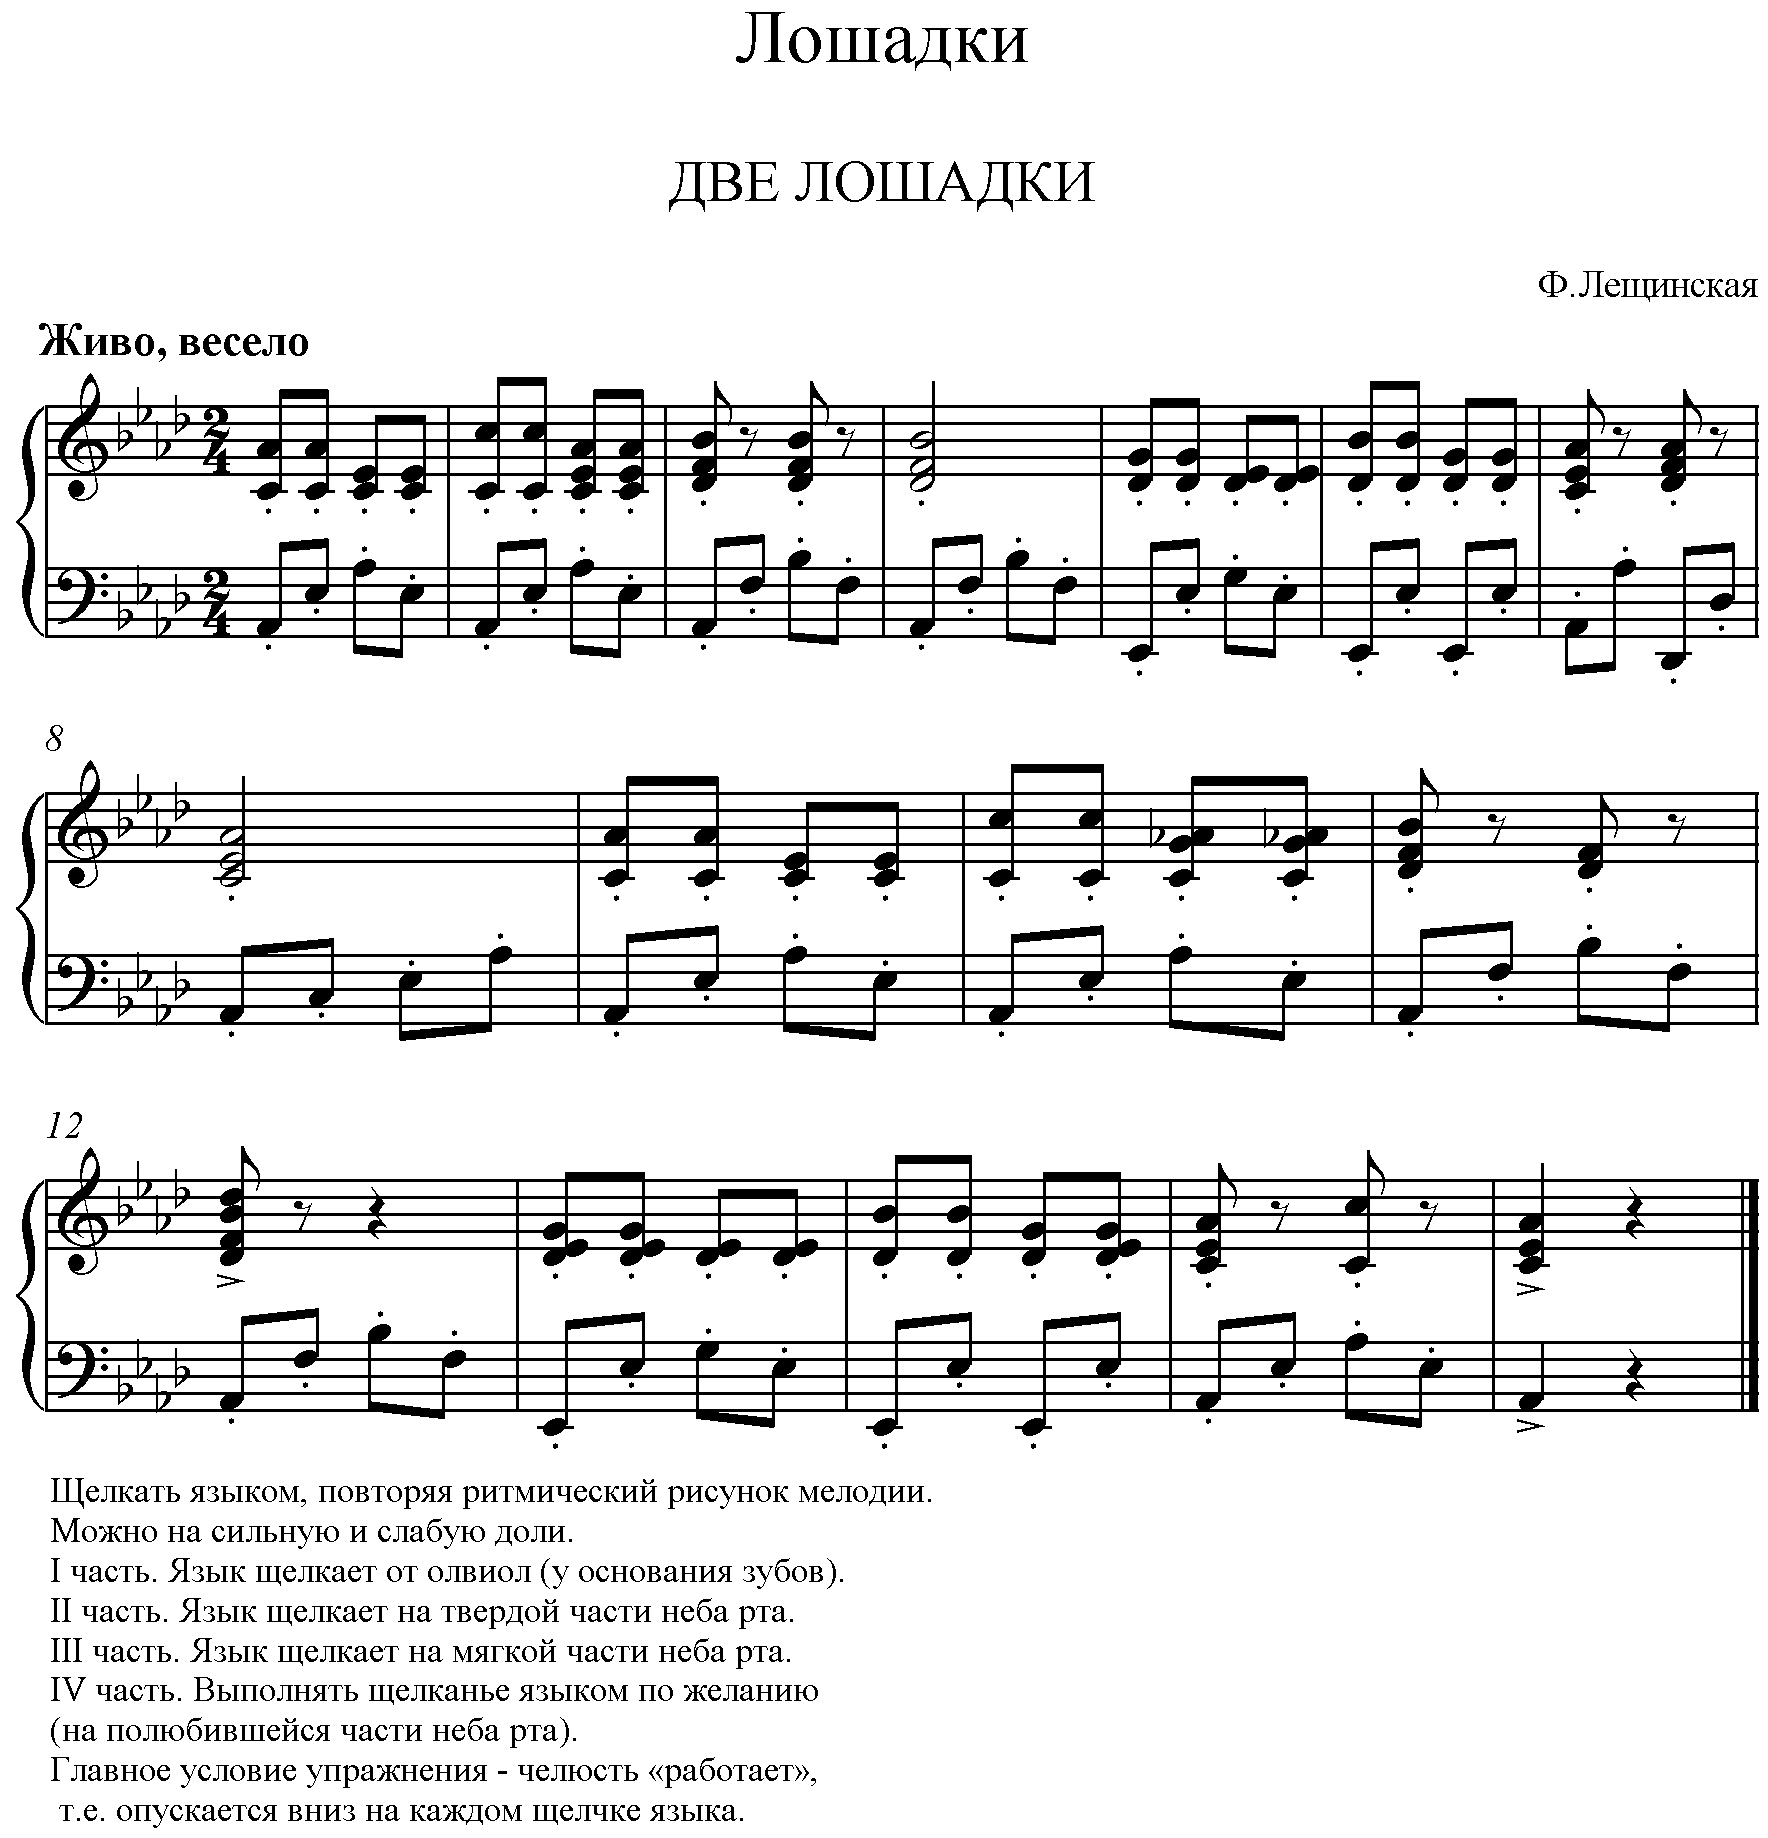 Лошадки
ДВЕ ЛОШАДКИ
Ф.Лещинская
Живо, весело
8
12
Щелкать языком, повторяя ритмический рисунок мелодии.
Можно на сильную и слабую доли.
I часть. Язык щелкает от олвиол (у основания зубов).
II часть. Язык щелкает на твердой части неба рта.
III часть. Язык щелкает на мягкой части неба рта.
IV часть. Выполнять щелканье языком по желанию
(на полюбившейся части неба рта).
Главное условие упражнения - челюсть «работает»,
т.е. опускается вниз на каждом щелчке языка.